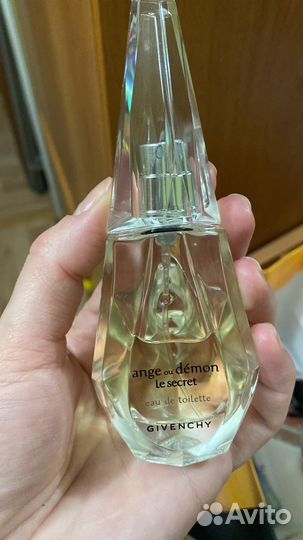 ange ou démon
le secret
eau de toilette
GIVENCHY
Avito